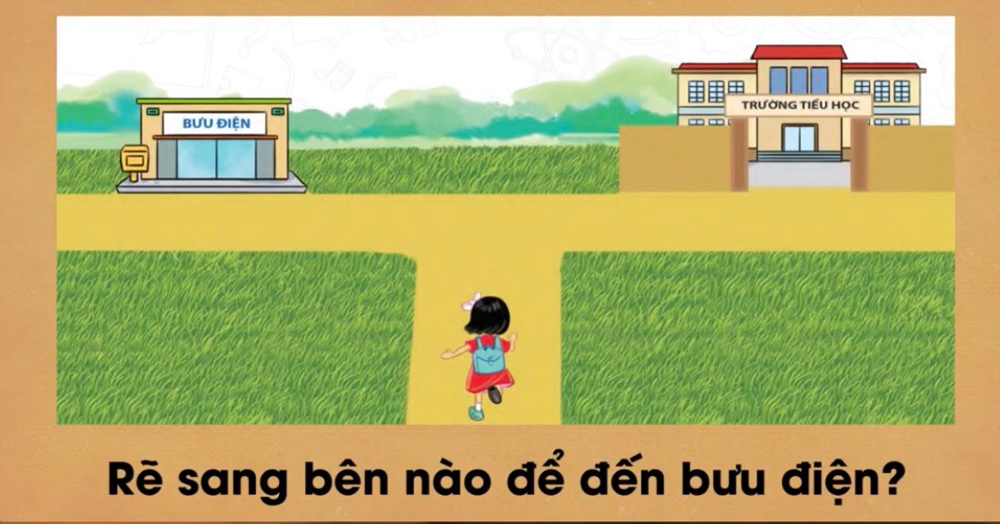 BƯU ĐIỆN
TRƯỜNG TIỂU HỌC
Rẽ sang bên nào để đến bưu điện?